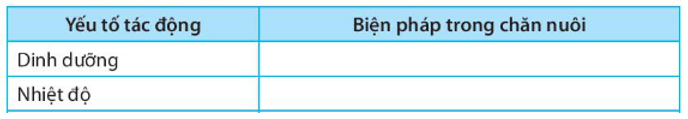 Yếu tố tác động Biện pháp trong chăn nuôi
Dinh dưỡng
Nhiệt độ